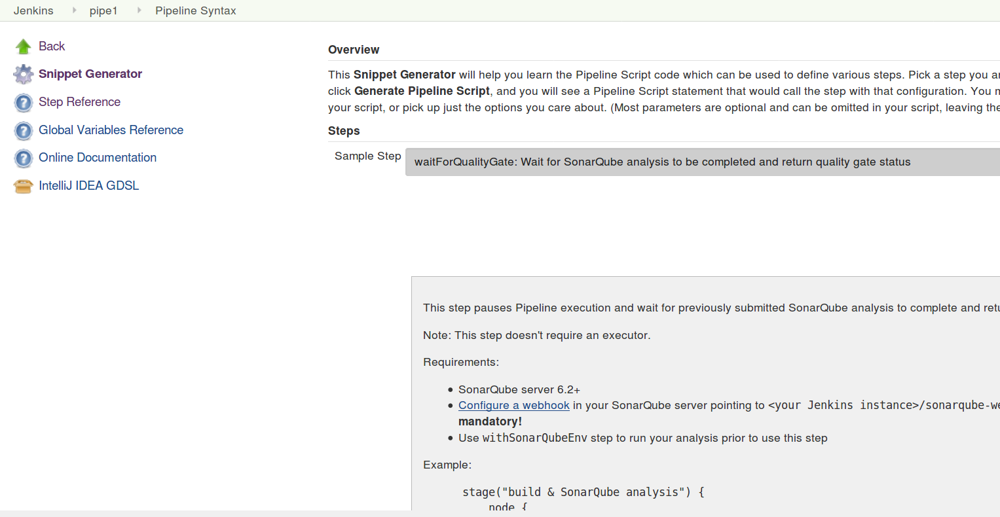 Jenkins pipe1 Pipeline Syntax
Back
Snippet Generator
Step Reference
Global Variables Reference
Online Documentation
IntelliJ IDEA GDSL
Overview
This Snippet Generator will help you learn the Pipeline Script code which can be used to define various steps. Pick a step you
click Generate Pipeline Script, and you will see a Pipeline Script statement that would call the step with that configuration. You
your script, or pick up just the options you care about. (Most parameters are optional and can be omitted in your script, leaving the
Steps
Sample Step
waitForQualityGate: Wait for SonarQube analysis to be completed and return quality gate status
This step pauses Pipeline execution and wait for previously submitted SonarQube analysis to complete and
Note: This step doesn't require an executor.
Requirements:
• SonarQube server 6.2+
• Configure a webhook in your SonarQube server pointing to <your Jenkins instance>/sonarqube-we
mandatory!
• Use withSonarQubeEnv step to run your analysis prior to use this step
Example:
stage("build & SonarQube analysis") {
node {